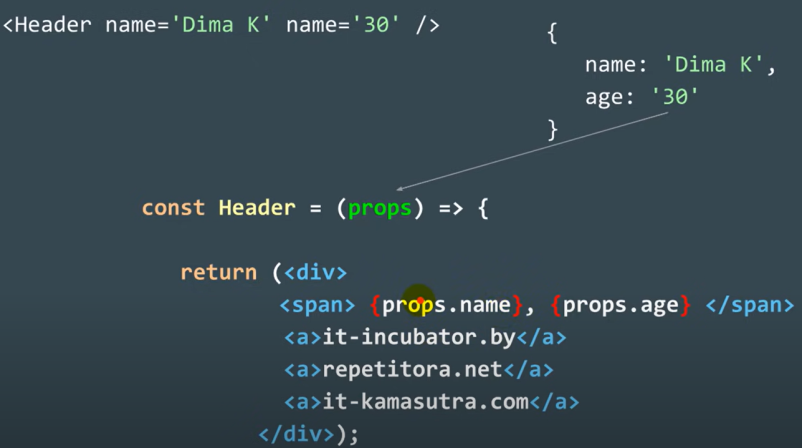 <Header name='Dima K' name='30' />
{
name: 'Dima K',
age: '30'
}
const Header = (props) => {
return (<div>
<span> {props.name}, {props.age} </span>
<a>it-incubator.by</a>
<a>repetitora.net</a>
<a>it-kamasutra.com</a>
</div>);